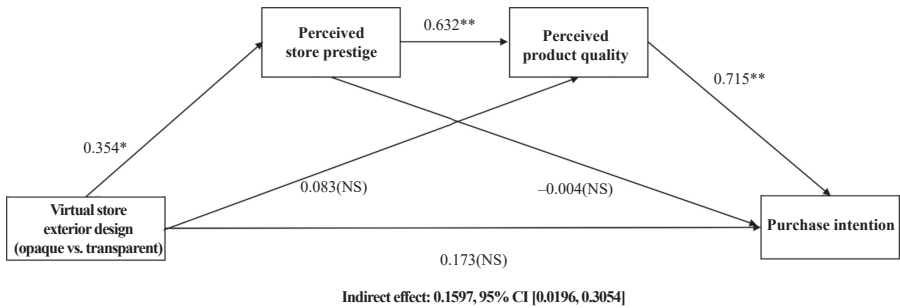 Perceived
store prestige
0.632**
Perceived
product quality
0.715**
0.354*
0.083(NS)
–0.004(NS)
Virtual store
exterior design
(opaque vs. transparent)
Purchase intention
0.173(NS)
Indirect effect: 0.1597, 95% CI [0.0196, 0.3054]